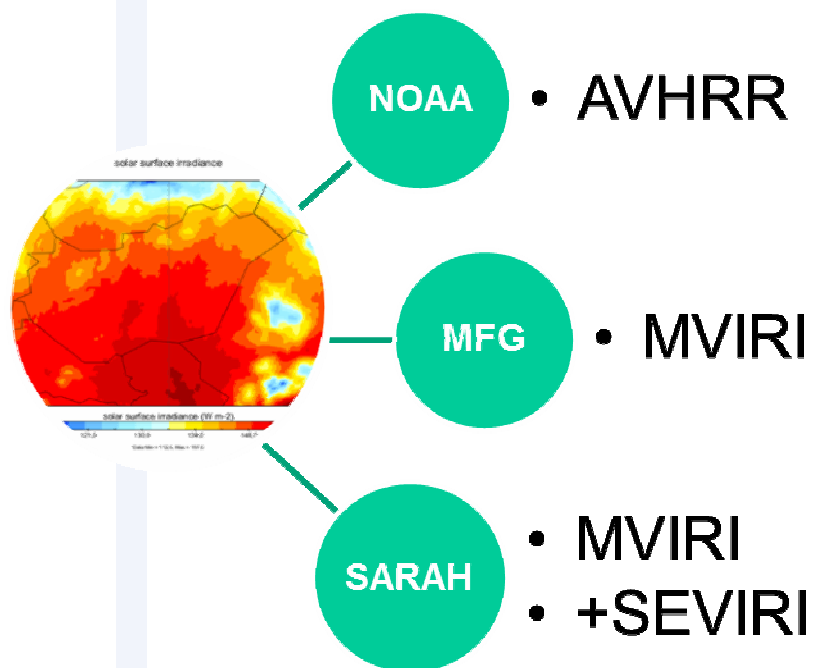 NOAA
• AVHRR
solar surface irradiance
MFG
• MVIRI
solar surface irradiance (W m-2)
SARAH
• MVIRI
• +SEVIRI